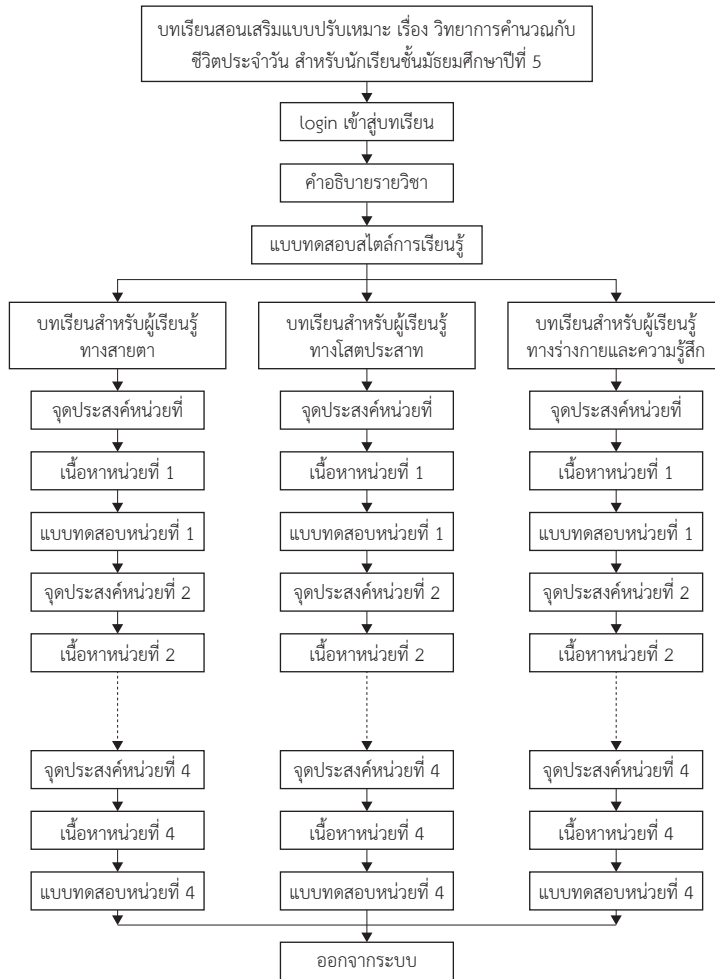 บทเรียนสอนเสริมแบบปรับเหมาะ เรื่อง วิทยาการคำนวณกับ
ชีวิตประจำวัน สำหรับนักเรียนชั้นมัธยมศึกษาปีที่ 5
login เข้าสู่บทเรียน
คำอธิบายรายวิชา
แบบทดสอบสไตล์การเรียนรู้
บทเรียนสำหรับผู้เรียนรู้
ทางสายตา
จุดประสงค์หน่วยที่
เนื้อหาหน่วยที่ 1
แบบทดสอบหน่วยที่ 1
จุดประสงค์หน่วยที่ 2
เนื้อหาหน่วยที่ 2
จุดประสงค์หน่วยที่ 4
เนื้อหาหน่วยที่ 4
แบบทดสอบหน่วยที่ 4
บทเรียนสำหรับผู้เรียนรู้
ทางโสตประสาท
จุดประสงค์หน่วยที่
เนื้อหาหน่วยที่ 1
แบบทดสอบหน่วยที่ 1
จุดประสงค์หน่วยที่ 2
เนื้อหาหน่วยที่ 2
จุดประสงค์หน่วยที่ 4
เนื้อหาหน่วยที่ 4
แบบทดสอบหน่วยที่ 4
บทเรียนสำหรับผู้เรียนรู้
ทางร่างกายและความรู้สึก
จุดประสงค์หน่วยที่
เนื้อหาหน่วยที่ 1
แบบทดสอบหน่วยที่ 1
จุดประสงค์หน่วยที่ 2
เนื้อหาหน่วยที่ 2
จุดประสงค์หน่วยที่ 4
เนื้อหาหน่วยที่ 4
แบบทดสอบหน่วยที่ 4
ออกจากระบบ